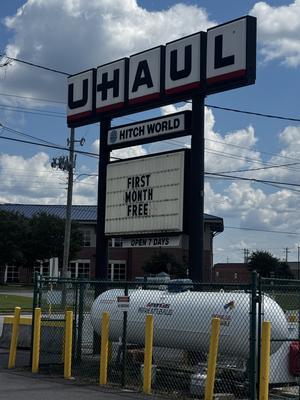 U-HAUL
HITCH WORLD
FIRST
MONTH
FREE
OPEN 7 DAYS